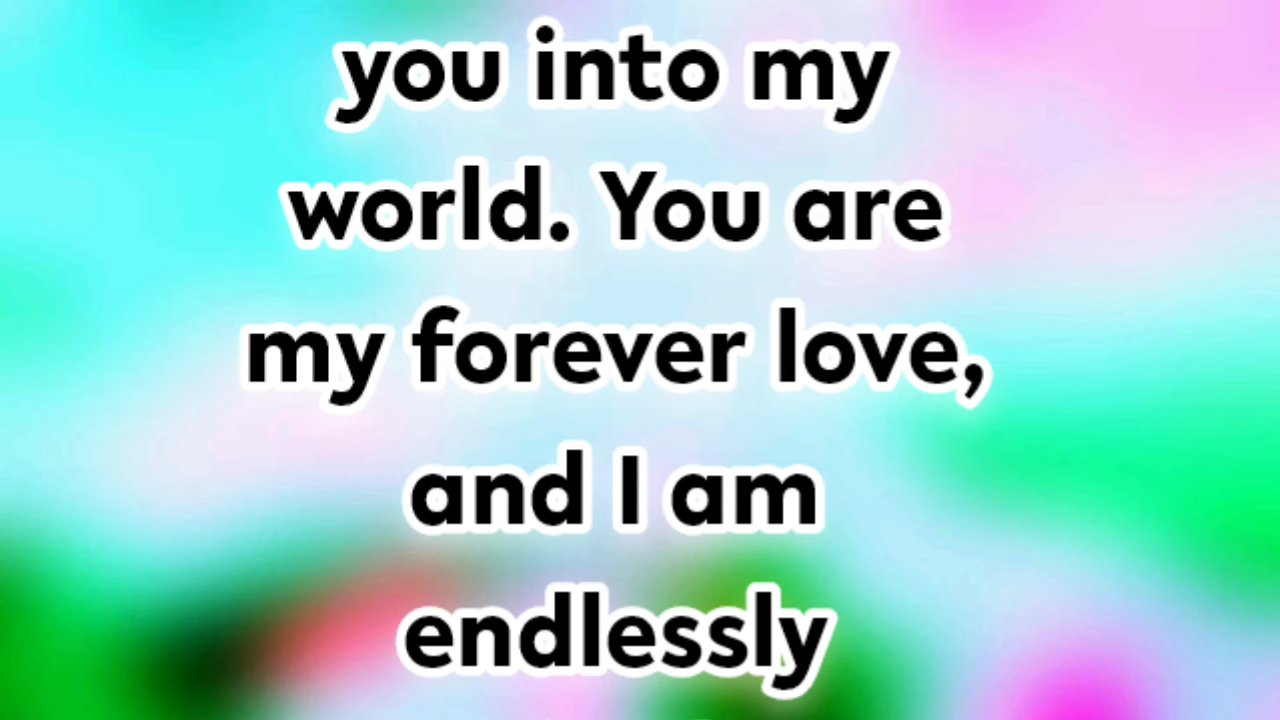 you into my
world. You are
my forever love,
and I am
endlessly